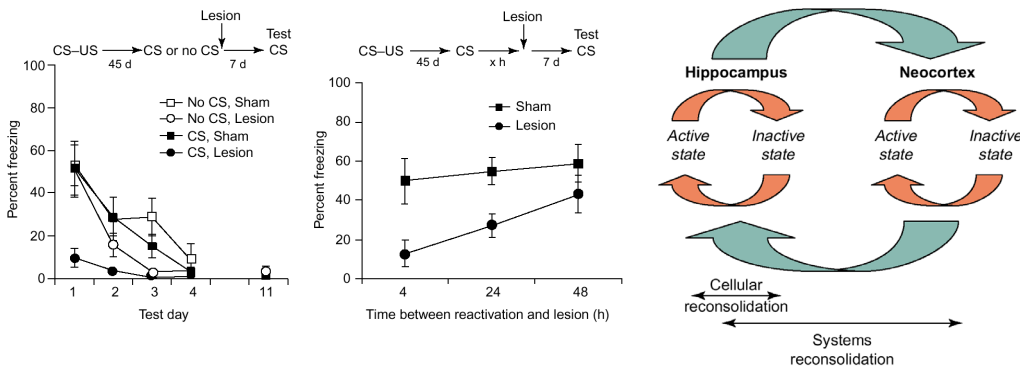 Lesion
Test
CS–US CS or no CS CS
45 d 7 d
100
80
60
40
20
0
Percent freezing
No CS, Sham
No CS, Lesion
CS, Sham
CS, Lesion
1 2 3 4 11
Test day
Lesion
Test
CS–US CS CS
45 d x h 7 d
100
80
60
40
20
0
Percent freezing
Sham
Lesion
4 24 48
Time between reactivation and lesion (h)
Hippocampus Neocortex
Active Inactive Active Inactive
state state state state
Cellular
reconsolidation
Systems
reconsolidation